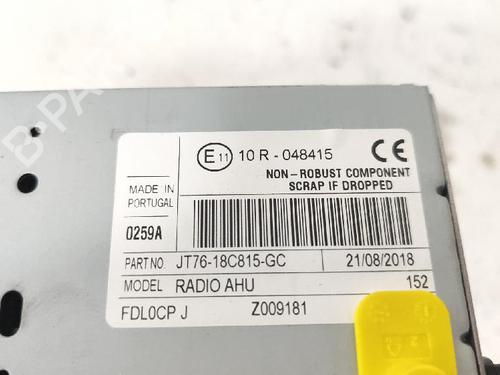 E11 10 R - 048415
CE
NON - ROBUST COMPONENT
SCRAP IF DROPPED
MADE IN
PORTUGAL
0259A
PART NO. JT76-18C815-GC 21/08/2018
MODEL RADIO AHU 152
FDL0CP J Z009181
B-PARTS